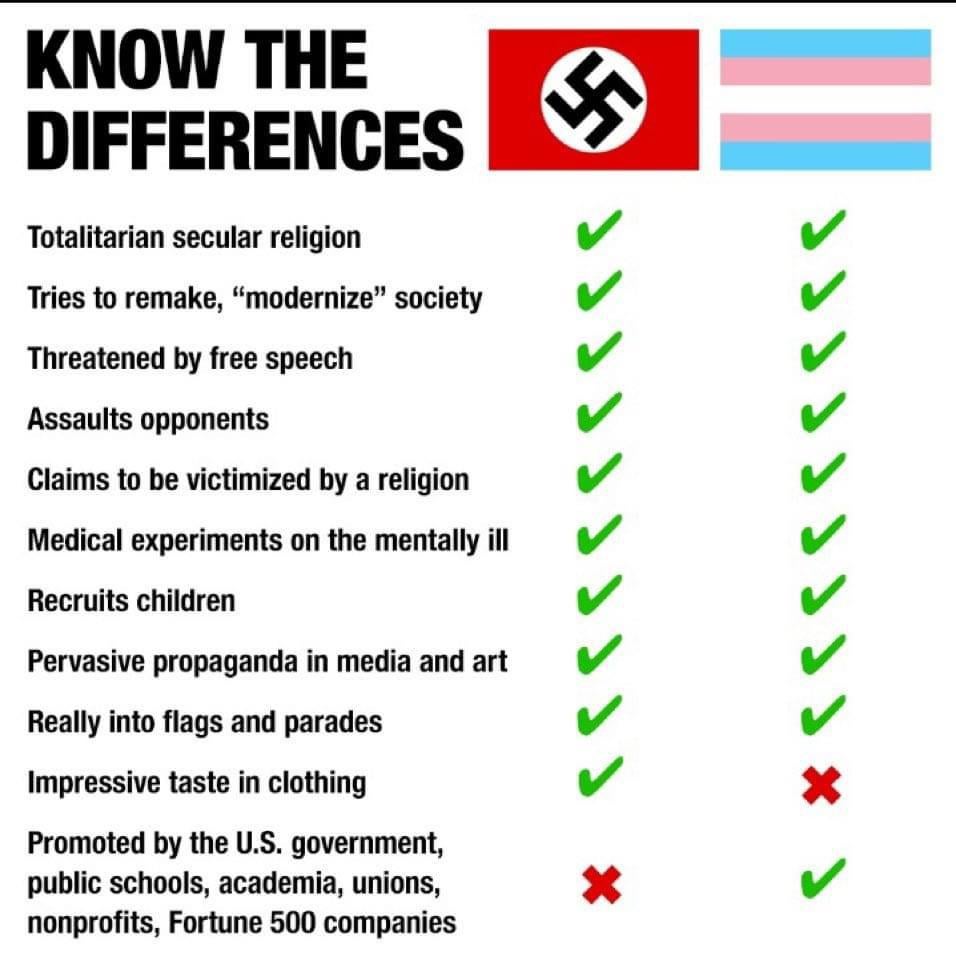 KNOW THE
DIFFERENCES
Totalitarian secular religion
Tries to remake, “modernize” society
Threatened by free speech
Assaults opponents
Claims to be victimized by a religion
Medical experiments on the mentally ill
Recruits children
Pervasive propaganda in media and art
Really into flags and parades
Impressive taste in clothing
Promoted by the U.S. government,
public schools, academia, unions,
nonprofits, Fortune 500 companies